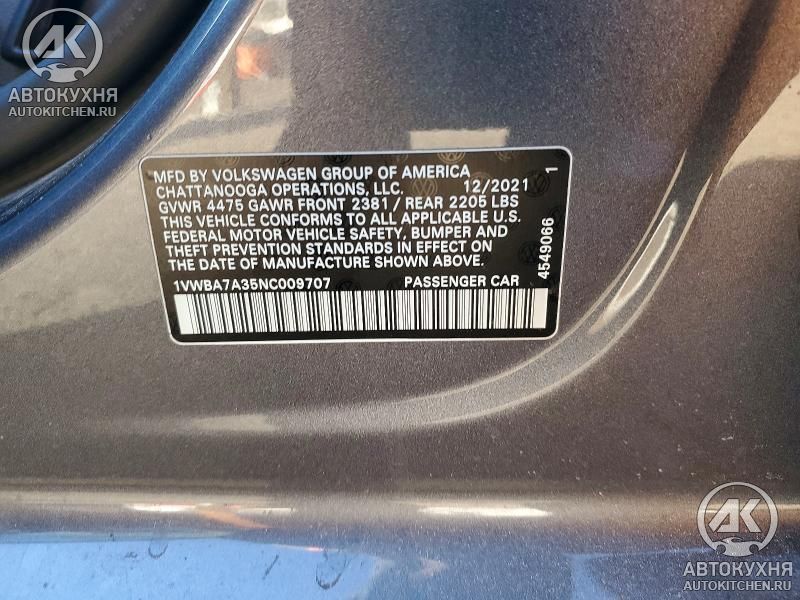 AK
АВТОКУХНЯ
AUTOKITCHEN.RU
MFD BY VOLKSWAGEN GROUP OF AMERICA
CHATTANOOGA OPERATIONS, LLC. 12/2021 1
GVWR 4475 GAWR FRONT 2381 / REAR 2205 LBS
THIS VEHICLE CONFORMS TO ALL APPLICABLE U.S.
FEDERAL MOTOR VEHICLE SAFETY, BUMPER AND
THEFT PREVENTION STANDARDS IN EFFECT ON
THE DATE OF MANUFACTURE SHOWN ABOVE.
4549066
1VWBA7A35NC009707 PASSENGER CAR
AK
АВТОКУХНЯ
AUTOKITCHEN.RU